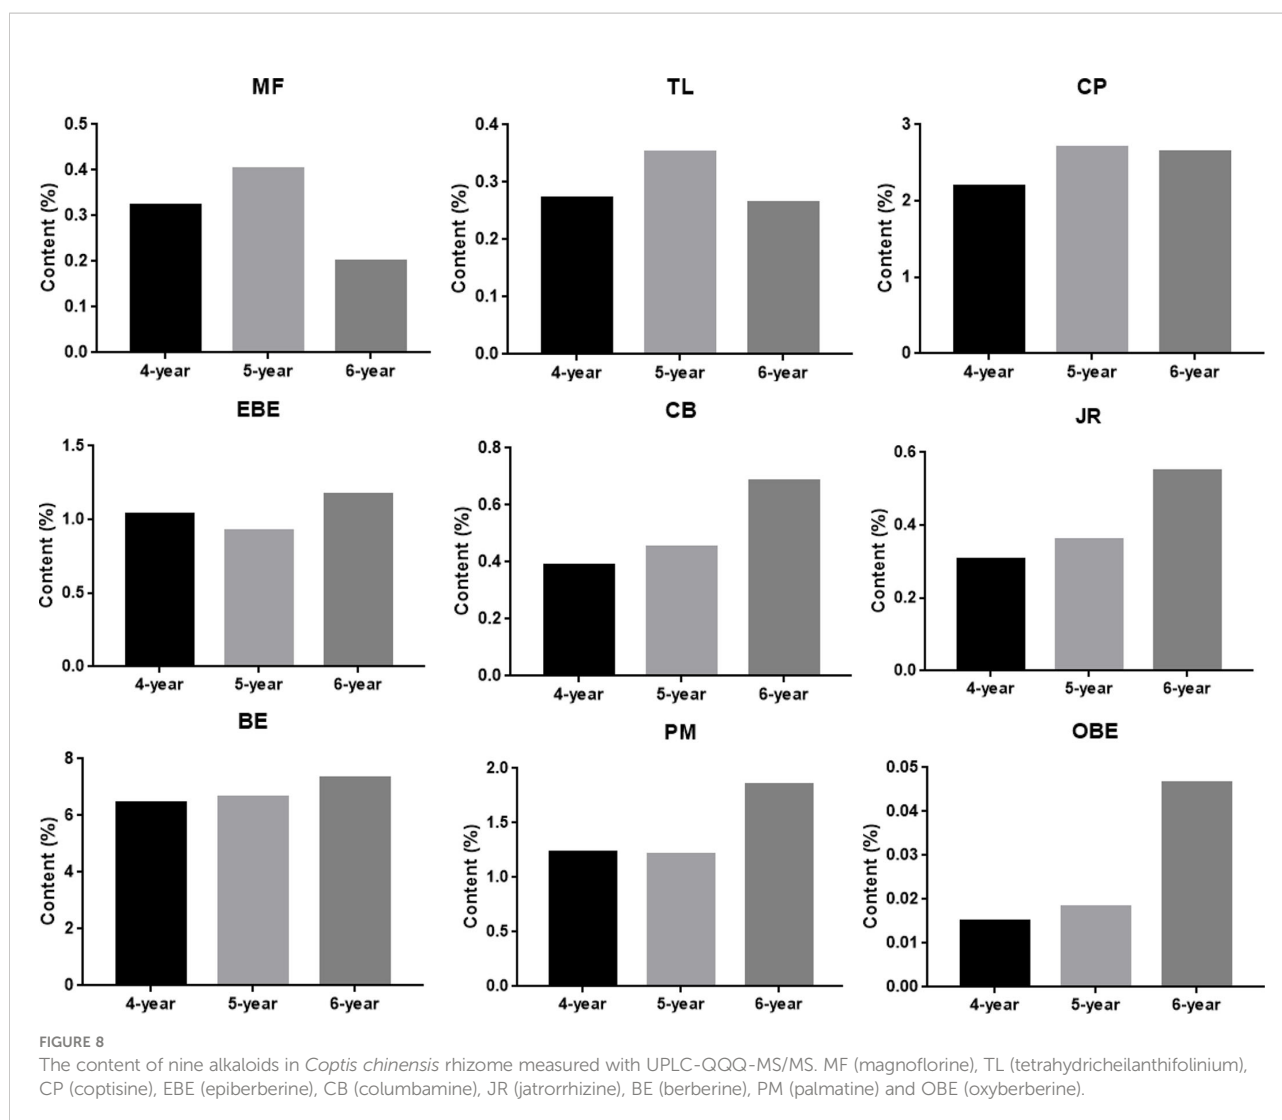 MF
Content (%)
0.5
0.4
0.3
0.2
0.1
0.0
4-year 5-year 6-year
TL
Content (%)
0.4
0.3
0.2
0.1
0.0
4-year 5-year 6-year
CP
Content (%)
3
2
1
0
4-year 5-year 6-year
EBE
Content (%)
1.5
1.0
0.5
0.0
4-year 5-year 6-year
CB
Content (%)
0.8
0.6
0.4
0.2
0.0
4-year 5-year 6-year
JR
Content (%)
0.6
0.4
0.2
0.0
4-year 5-year 6-year
BE
Content (%)
8
6
4
2
0
4-year 5-year 6-year
PM
Content (%)
2.0
1.5
1.0
0.5
0.0
4-year 5-year 6-year
OBE
Content (%)
0.05
0.04
0.03
0.02
0.01
0.00
4-year 5-year 6-year
FIGURE 8
The content of nine alkaloids in Coptis chinensis rhizome measured with UPLC-QQQ-MS/MS. MF (magnoflorine), TL (tetrahydricheilanthifolinium),
CP (coptisine), EBE (epiberberine), CB (columbamine), JR (jatrorrhizine), BE (berberine), PM (palmatine) and OBE (oxyberberine).